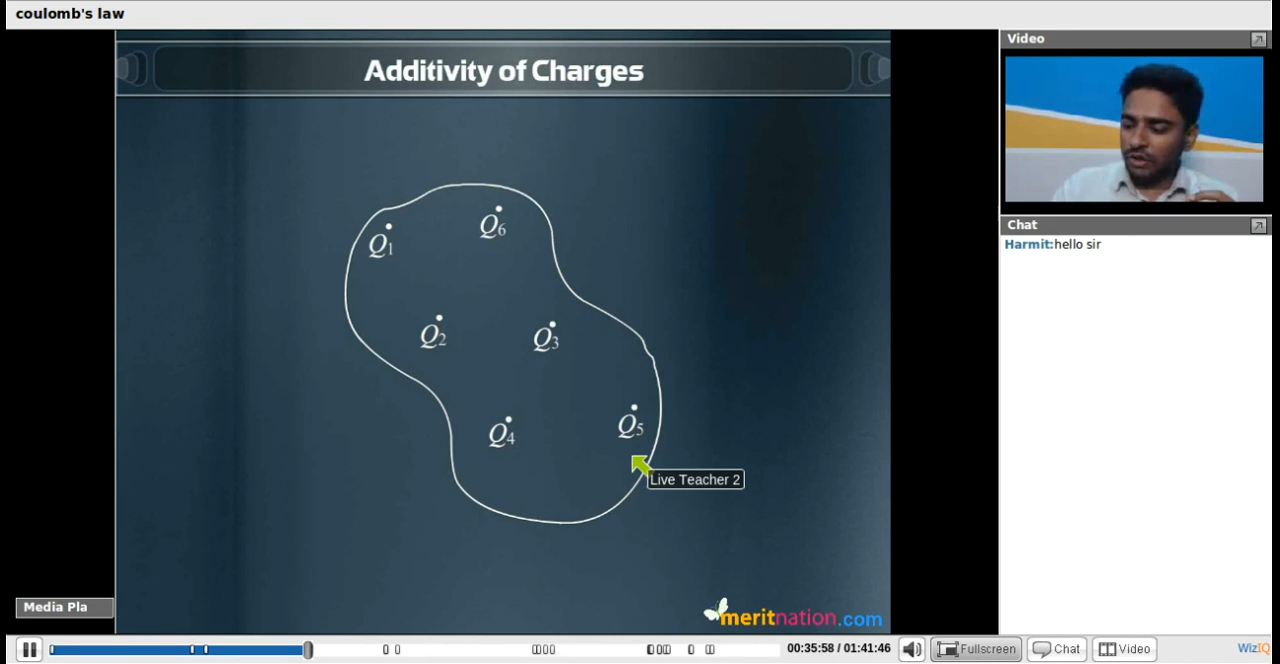 coulomb's law
Additivity of Charges
Q1
Q6
Q2
Q3
Q4
Q5
Live Teacher 2
meritnation.com
Media Pla
Video
Chat
Harmit:hello sir
00:35:58 / 01:41:46
Fullscreen
Chat
Video
WizIQ